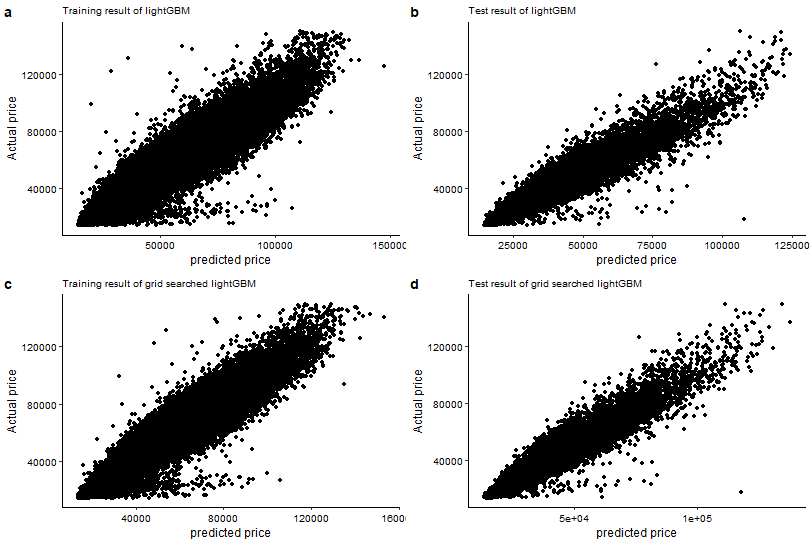 a
Training result of lightGBM
Actual price
120000
80000
40000
50000
100000
150000
predicted price
b
Test result of lightGBM
Actual price
120000
80000
40000
25000
50000
75000
100000
125000
predicted price
c
Training result of grid searched lightGBM
Actual price
120000
80000
40000
40000
80000
120000
1600
predicted price
d
Test result of grid searched lightGBM
Actual price
120000
80000
40000
5e+04
1e+05
predicted price